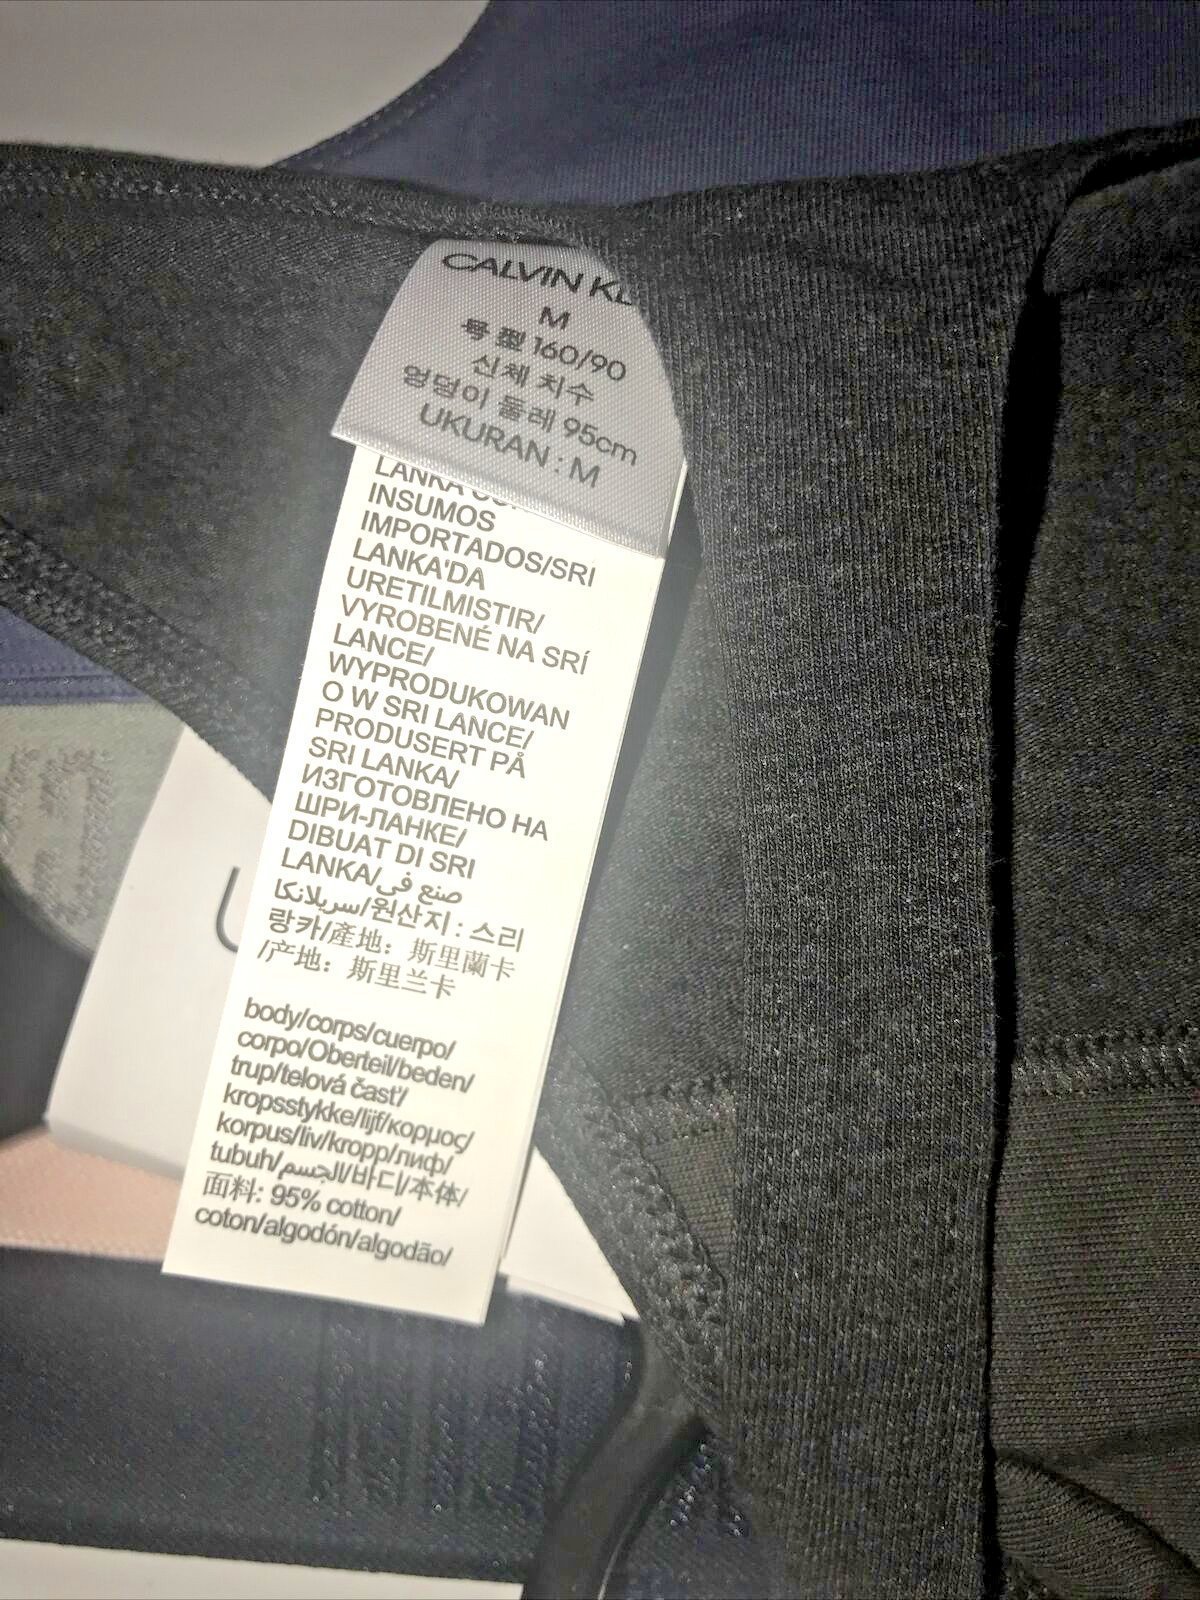 CALVIN KL
M
号型 160/90
신체 치수
엉덩이 둘레 95cm
UKURAN : M
LANKA
INSUMOS
IMPORTADOS/SRI
LANKA'DA
URETILMISTIR/
VYROBENÉ NA SRÍ
LANCE/
WYPRODUKOWAN
O W SRI LANCE/
PRODUSERT PÅ
SRI LANKA/
ИЗГОТОВЛЕНО НА
ШРИ-ЛАНКЕ/
DIBUAT DI SRI
LANKA/صنع في
سريلانكا/원산지 : 스리
랑카/產地：斯里蘭卡
/产地：斯里兰卡
body/corps/cuerpo/
corpo/Oberteil/beden/
trup/telová časť/
kropsstykke/lijf/κορμος/
korpus/liv/kropp/лиф/
tubuh/الجسم/바디/本体/
面料: 95% cotton/
coton/algodón/algodão/